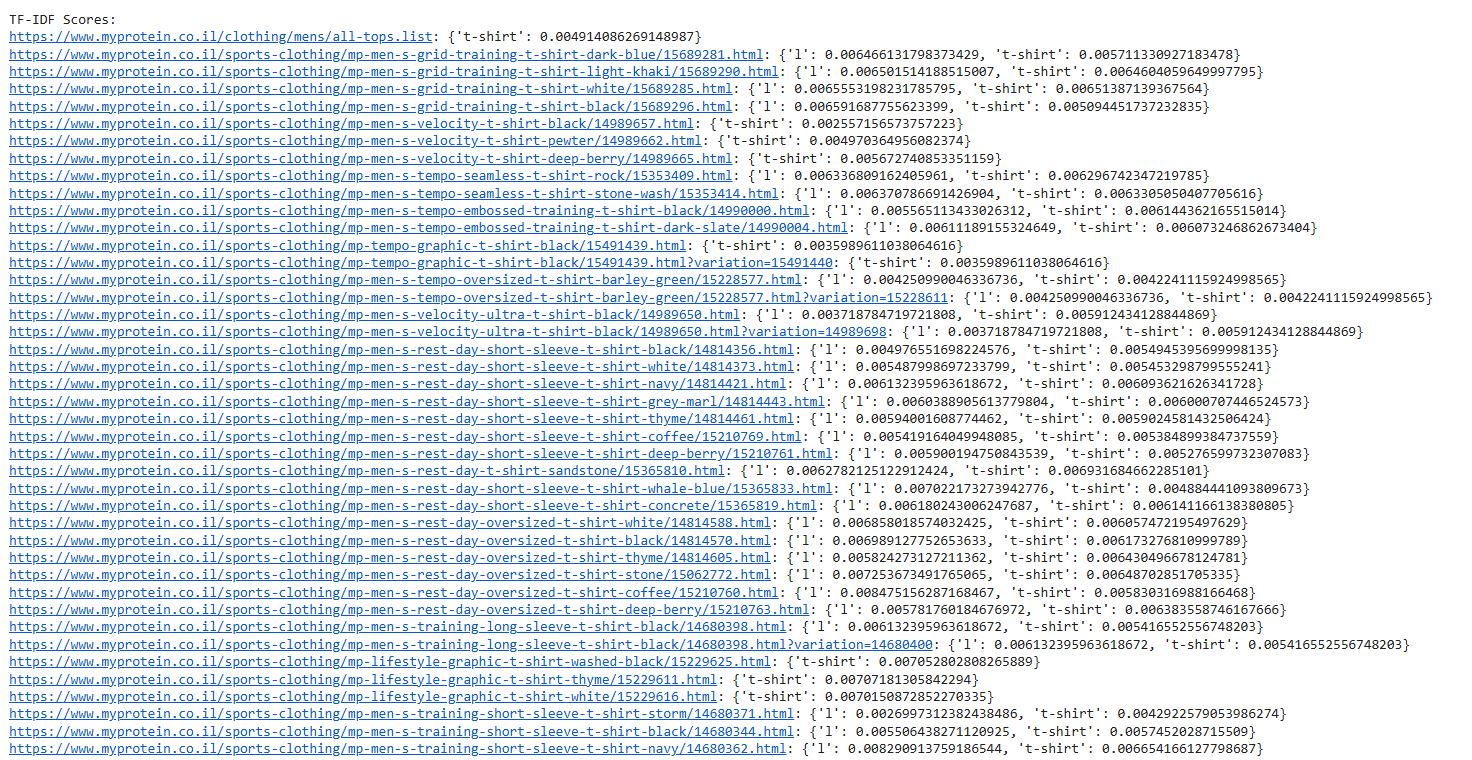 TF-IDF Scores:
https://www.myprotein.co.il/clothing/mens/all-tops.list: {'t-shirt': 0.004914086269148987}
https://www.myprotein.co.il/sports-clothing/mp-men-s-grid-training-t-shirt-dark-blue/15689281.html: {'l': 0.006466131798373429, 't-shirt': 0.005711330927183478}
https://www.myprotein.co.il/sports-clothing/mp-men-s-grid-training-t-shirt-light-khaki/15689290.html: {'l': 0.006501514188515007, 't-shirt': 0.0064604059649997795}
https://www.myprotein.co.il/sports-clothing/mp-men-s-grid-training-t-shirt-white/15689285.html: {'l': 0.0065553198231785795, 't-shirt': 0.00651387139367564}
https://www.myprotein.co.il/sports-clothing/mp-men-s-grid-training-t-shirt-black/15689296.html: {'l': 0.006591687755623399, 't-shirt': 0.005094451737232835}
https://www.myprotein.co.il/sports-clothing/mp-men-s-velocity-t-shirt-black/14989657.html: {'t-shirt': 0.002557156573757223}
https://www.myprotein.co.il/sports-clothing/mp-men-s-velocity-t-shirt-pewter/14989662.html: {'t-shirt': 0.004970364956082374}
https://www.myprotein.co.il/sports-clothing/mp-men-s-velocity-t-shirt-deep-berry/14989665.html: {'t-shirt': 0.005672740853351159}
https://www.myprotein.co.il/sports-clothing/mp-men-s-tempo-seamless-t-shirt-rock/15353409.html: {'l': 0.006336809162405961, 't-shirt': 0.006296742347219785}
https://www.myprotein.co.il/sports-clothing/mp-men-s-tempo-seamless-t-shirt-stone-wash/15353414.html: {'l': 0.006370786691426904, 't-shirt': 0.0063305050407705616}
https://www.myprotein.co.il/sports-clothing/mp-men-s-tempo-embossed-training-t-shirt-black/14990000.html: {'l': 0.005565113433026312, 't-shirt': 0.006144362165515014}
https://www.myprotein.co.il/sports-clothing/mp-men-s-tempo-embossed-training-t-shirt-dark-slate/14990004.html: {'l': 0.00611189155324649, 't-shirt': 0.006073246862673404}
https://www.myprotein.co.il/sports-clothing/mp-tempo-graphic-t-shirt-black/15491439.html: {'t-shirt': 0.0035989611038064616}
https://www.myprotein.co.il/sports-clothing/mp-tempo-graphic-t-shirt-black/15491439.html?variation=15491440: {'t-shirt': 0.0035989611038064616}
https://www.myprotein.co.il/sports-clothing/mp-men-s-tempo-oversized-t-shirt-barley-green/15228577.html: {'l': 0.004250990046336736, 't-shirt': 0.0042241115924998565}
https://www.myprotein.co.il/sports-clothing/mp-men-s-tempo-oversized-t-shirt-barley-green/15228577.html?variation=15228611: {'l': 0.004250990046336736, 't-shirt': 0.0042241115924998565}
https://www.myprotein.co.il/sports-clothing/mp-men-s-velocity-ultra-t-shirt-black/14989650.html: {'l': 0.003718784719721808, 't-shirt': 0.005912434128844869}
https://www.myprotein.co.il/sports-clothing/mp-men-s-velocity-ultra-t-shirt-black/14989650.html?variation=14989698: {'l': 0.003718784719721808, 't-shirt': 0.005912434128844869}
https://www.myprotein.co.il/sports-clothing/mp-men-s-rest-day-short-sleeve-t-shirt-black/14814356.html: {'l': 0.004976551698224576, 't-shirt': 0.0054945395699998135}
https://www.myprotein.co.il/sports-clothing/mp-men-s-rest-day-short-sleeve-t-shirt-white/14814373.html: {'l': 0.005487998697233799, 't-shirt': 0.005453298799555241}
https://www.myprotein.co.il/sports-clothing/mp-men-s-rest-day-short-sleeve-t-shirt-navy/14814421.html: {'l': 0.006132395963618672, 't-shirt': 0.006093621626341728}
https://www.myprotein.co.il/sports-clothing/mp-men-s-rest-day-short-sleeve-t-shirt-grey-marl/14814443.html: {'l': 0.0060388905613779804, 't-shirt': 0.006000707446524573}
https://www.myprotein.co.il/sports-clothing/mp-men-s-rest-day-short-sleeve-t-shirt-thyme/14814461.html: {'l': 0.00594001608774462, 't-shirt': 0.0059024581432506424}
https://www.myprotein.co.il/sports-clothing/mp-men-s-rest-day-short-sleeve-t-shirt-coffee/15210769.html: {'l': 0.005419164049948085, 't-shirt': 0.005384899384737559}
https://www.myprotein.co.il/sports-clothing/mp-men-s-rest-day-short-sleeve-t-shirt-deep-berry/15210761.html: {'l': 0.005900194750843539, 't-shirt': 0.005276599732307083}
https://www.myprotein.co.il/sports-clothing/mp-men-s-rest-day-t-shirt-sandstone/15365810.html: {'l': 0.0062782125122912424, 't-shirt': 0.006931684662285101}
https://www.myprotein.co.il/sports-clothing/mp-men-s-rest-day-short-sleeve-t-shirt-whale-blue/15365833.html: {'l': 0.007022173273942776, 't-shirt': 0.004884441093809673}
https://www.myprotein.co.il/sports-clothing/mp-men-s-rest-day-short-sleeve-t-shirt-concrete/15365819.html: {'l': 0.006180243006247687, 't-shirt': 0.006141166138380805}
https://www.myprotein.co.il/sports-clothing/mp-men-s-rest-day-oversized-t-shirt-white/14814588.html: {'l': 0.006858018574032425, 't-shirt': 0.006057472195497629}
https://www.myprotein.co.il/sports-clothing/mp-men-s-rest-day-oversized-t-shirt-black/14814570.html: {'l': 0.006989127752653633, 't-shirt': 0.006173276810999789}
https://www.myprotein.co.il/sports-clothing/mp-men-s-rest-day-oversized-t-shirt-thyme/14814605.html: {'l': 0.005824273127211362, 't-shirt': 0.006430496678124781}
https://www.myprotein.co.il/sports-clothing/mp-men-s-rest-day-oversized-t-shirt-stone/15062772.html: {'l': 0.007253673491765065, 't-shirt': 0.00648702851705335}
https://www.myprotein.co.il/sports-clothing/mp-men-s-rest-day-oversized-t-shirt-coffee/15210760.html: {'l': 0.008475156287168467, 't-shirt': 0.005830316988166468}
https://www.myprotein.co.il/sports-clothing/mp-men-s-rest-day-oversized-t-shirt-deep-berry/15210763.html: {'l': 0.005781760184676972, 't-shirt': 0.006383558746167666}
https://www.myprotein.co.il/sports-clothing/mp-men-s-training-long-sleeve-t-shirt-black/14680398.html: {'l': 0.006132395963618672, 't-shirt': 0.005416552556748203}
https://www.myprotein.co.il/sports-clothing/mp-men-s-training-long-sleeve-t-shirt-black/14680398.html?variation=14680400: {'l': 0.006132395963618672, 't-shirt': 0.005416552556748203}
https://www.myprotein.co.il/sports-clothing/mp-lifestyle-graphic-t-shirt-washed-black/15229625.html: {'t-shirt': 0.007052802808265889}
https://www.myprotein.co.il/sports-clothing/mp-lifestyle-graphic-t-shirt-thyme/15229611.html: {'t-shirt': 0.00707181305842294}
https://www.myprotein.co.il/sports-clothing/mp-lifestyle-graphic-t-shirt-white/15229616.html: {'t-shirt': 0.0070150872852270335}
https://www.myprotein.co.il/sports-clothing/mp-men-s-training-short-sleeve-t-shirt-storm/14680371.html: {'l': 0.0026997312382438486, 't-shirt': 0.0042922579053986274}
https://www.myprotein.co.il/sports-clothing/mp-men-s-training-short-sleeve-t-shirt-black/14680344.html: {'l': 0.005506438271120925, 't-shirt': 0.0057452028715509}
https://www.myprotein.co.il/sports-clothing/mp-men-s-training-short-sleeve-t-shirt-navy/14680362.html: {'l': 0.008290913759186544, 't-shirt': 0.006654166127798687}